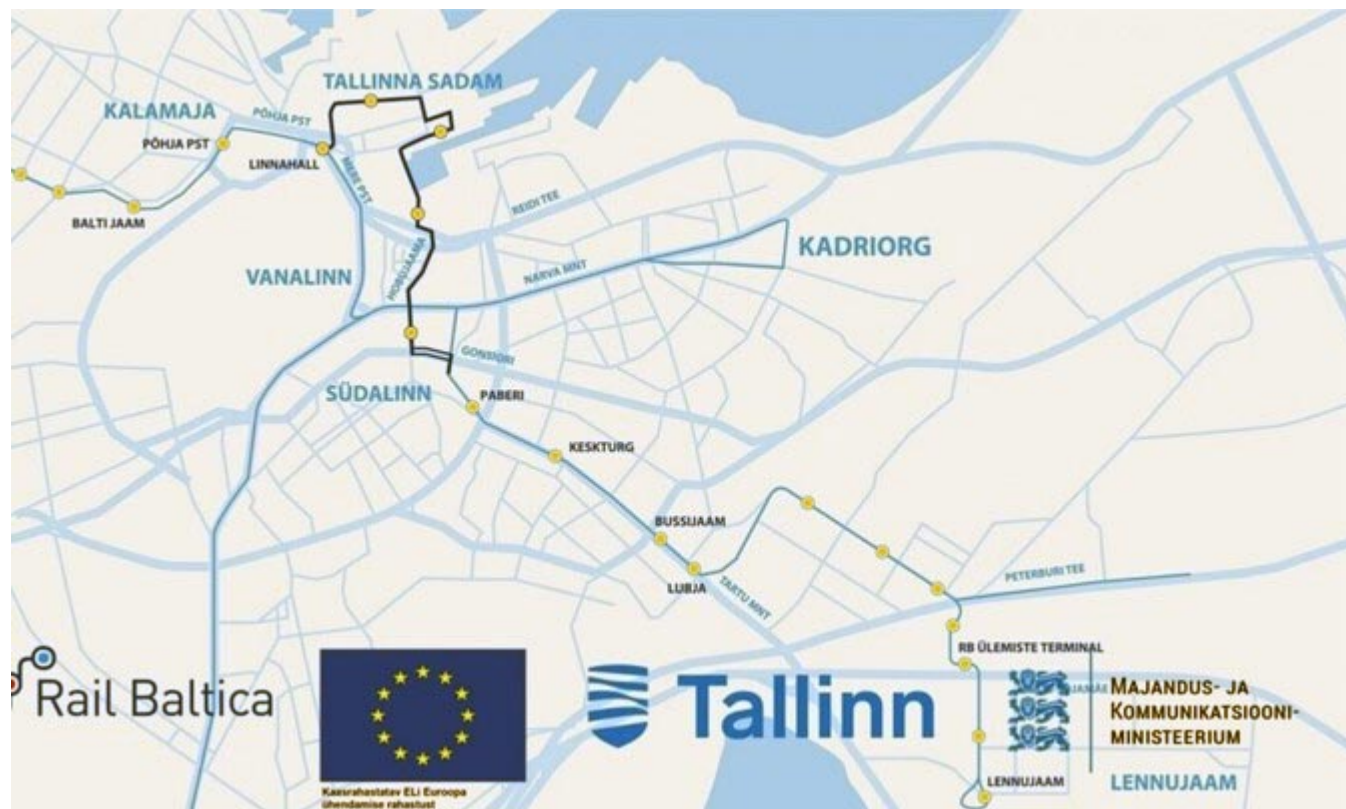 TALLINNA SADAM
KALAMAJA
PÕHJA PST
PÕHJA PST
LINNAHALL
MERE PST
BALTI JAAM
REIDI TEE
HOBUJAAMA
VANALINN
NARVA MNT
KADRIORG
GONSIORI
SÜDALINN
PABERI
KESKTURG
BUSSIJAAM
LUBJA
TARTU MNT
PETERBURI TEE
RB ÜLEMISTE TERMINAL
Rail Baltica
Tallinn
MAJANDUS- JA
KOMMUNIKATSIOONI-
MINISTEERIUM
LENNUJAAM
LENNUJAAM
Kaasrahastatav ELi Euroopa
ühendamise rahastust